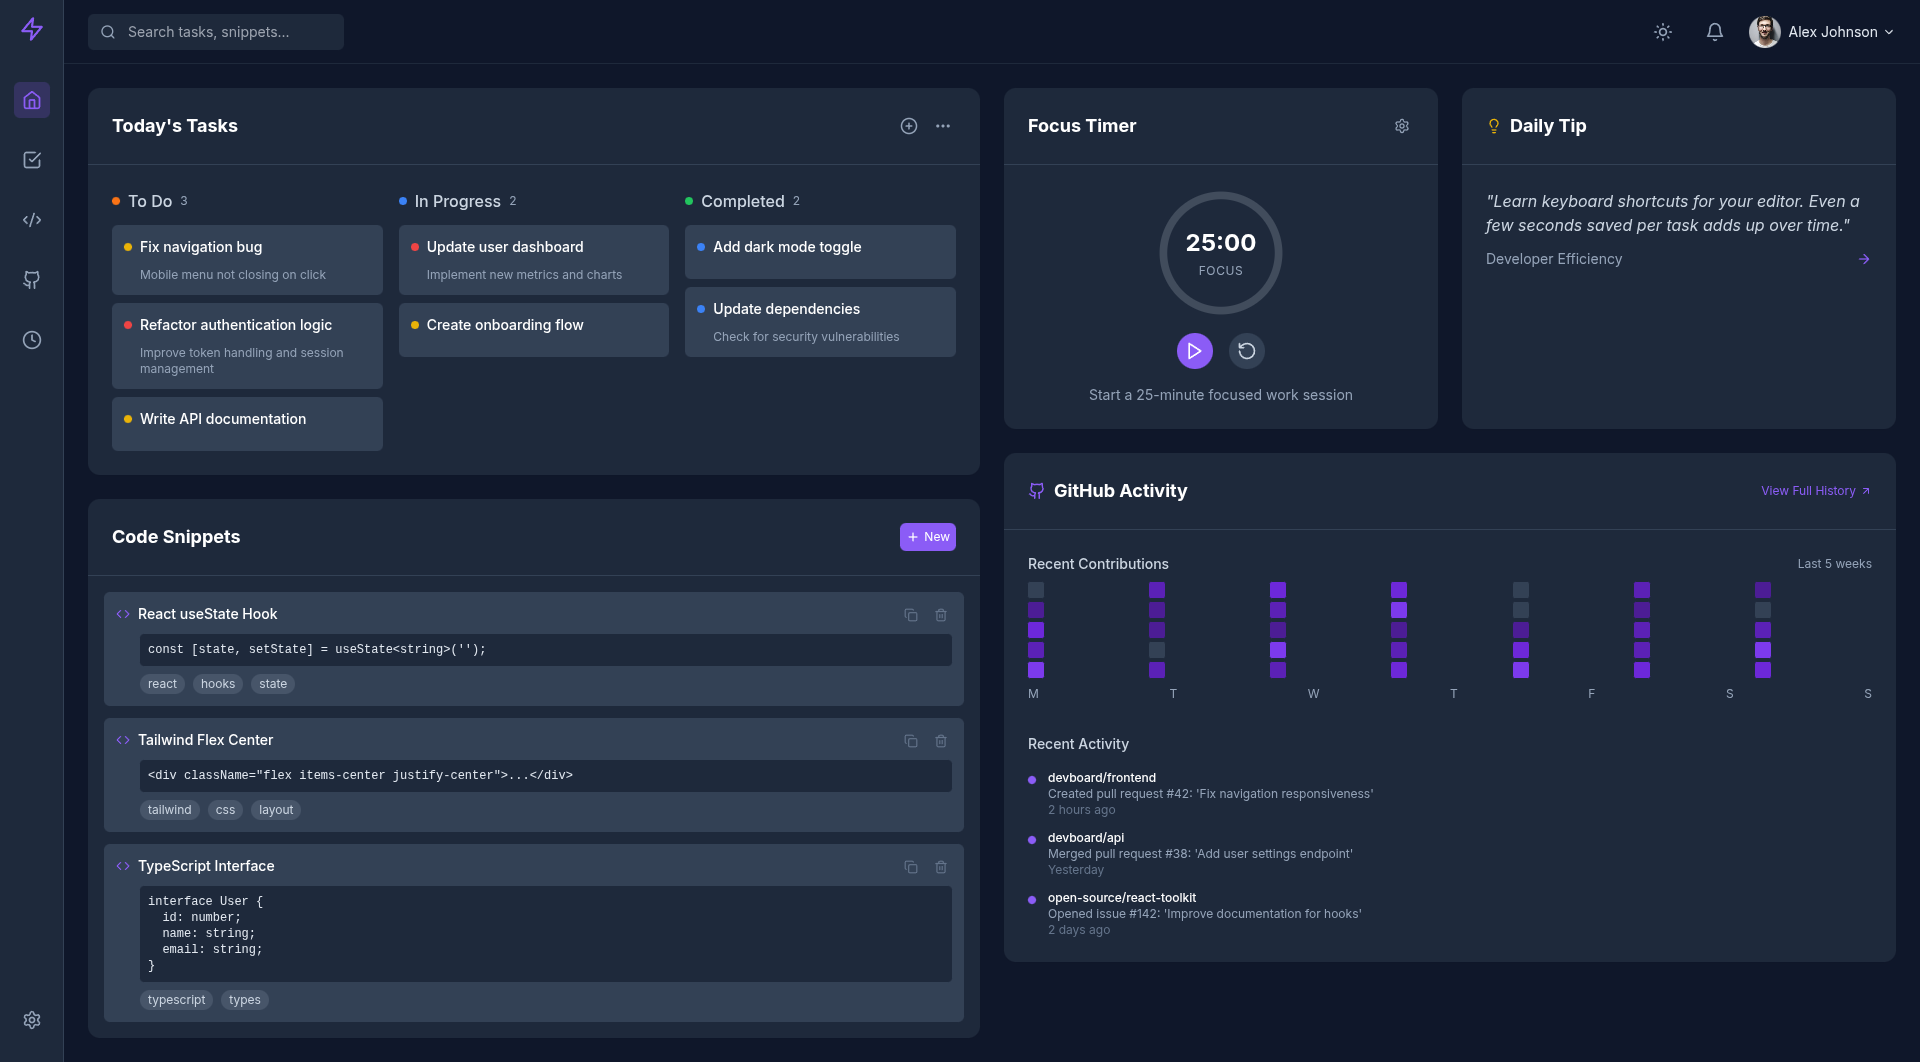 Search tasks, snippets...
Alex Johnson
Today's Tasks
To Do 3
Fix navigation bug
Mobile menu not closing on click
Refactor authentication logic
Improve token handling and session
management
Write API documentation
In Progress 2
Update user dashboard
Implement new metrics and charts
Create onboarding flow
Completed 2
Add dark mode toggle
Update dependencies
Check for security vulnerabilities
Code Snippets
New
React useState Hook
const [state, setState] = useState<string>('');
react hooks state
Tailwind Flex Center
<div className="flex items-center justify-center">...</div>
tailwind css layout
TypeScript Interface
interface User {
  id: number;
  name: string;
  email: string;
}
typescript types
Focus Timer
25:00
FOCUS
Start a 25-minute focused work session
Daily Tip
"Learn keyboard shortcuts for your editor. Even a
few seconds saved per task adds up over time."
Developer Efficiency
GitHub Activity
View Full History
Recent Contributions
Last 5 weeks
M T W T F S S
Recent Activity
devboard/frontend
Created pull request #42: 'Fix navigation responsiveness'
2 hours ago
devboard/api
Merged pull request #38: 'Add user settings endpoint'
Yesterday
open-source/react-toolkit
Opened issue #142: 'Improve documentation for hooks'
2 days ago